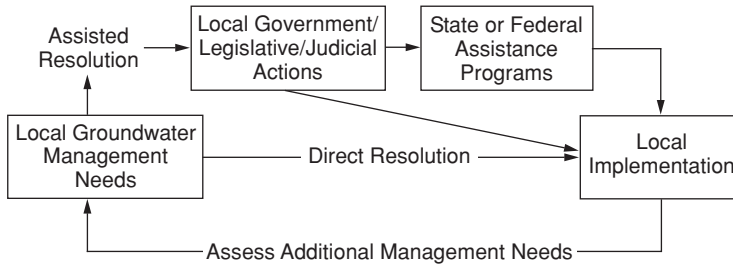 Assisted
Resolution
Local Government/
Legislative/Judicial
Actions
State or Federal
Assistance
Programs
Local Groundwater
Management
Needs
Direct Resolution
Local
Implementation
Assess Additional Management Needs